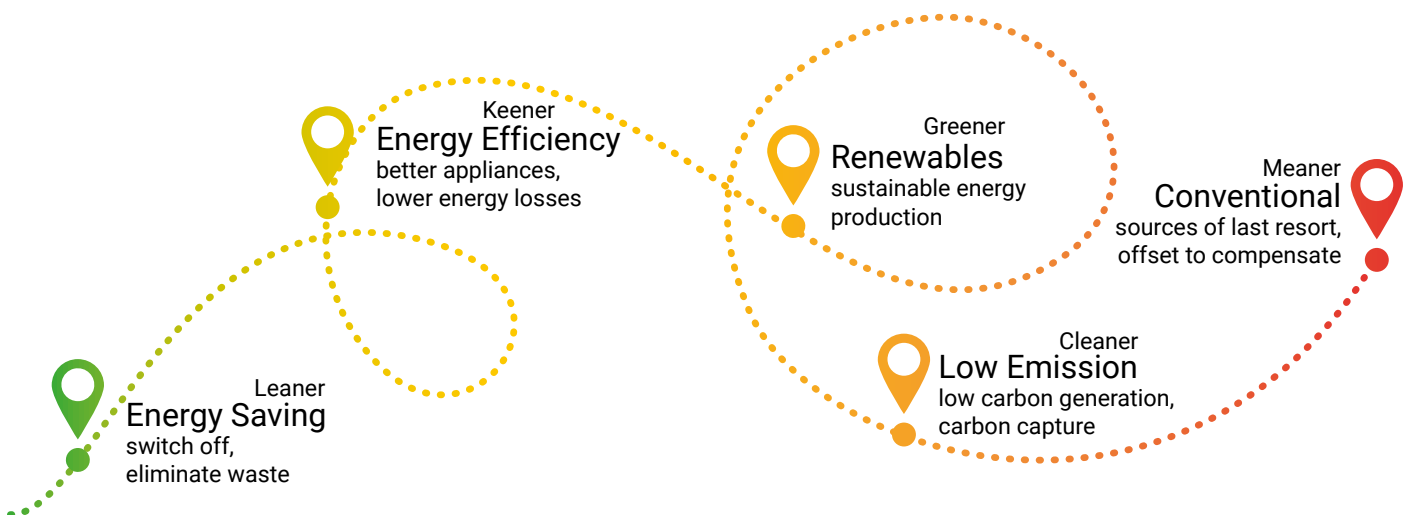 Leaner
Energy Saving
switch off,
eliminate waste
Keener
Energy Efficiency
better appliances,
lower energy losses
Greener
Renewables
sustainable energy
production
Cleaner
Low Emission
low carbon generation,
carbon capture
Meaner
Conventional
sources of last resort,
offset to compensate